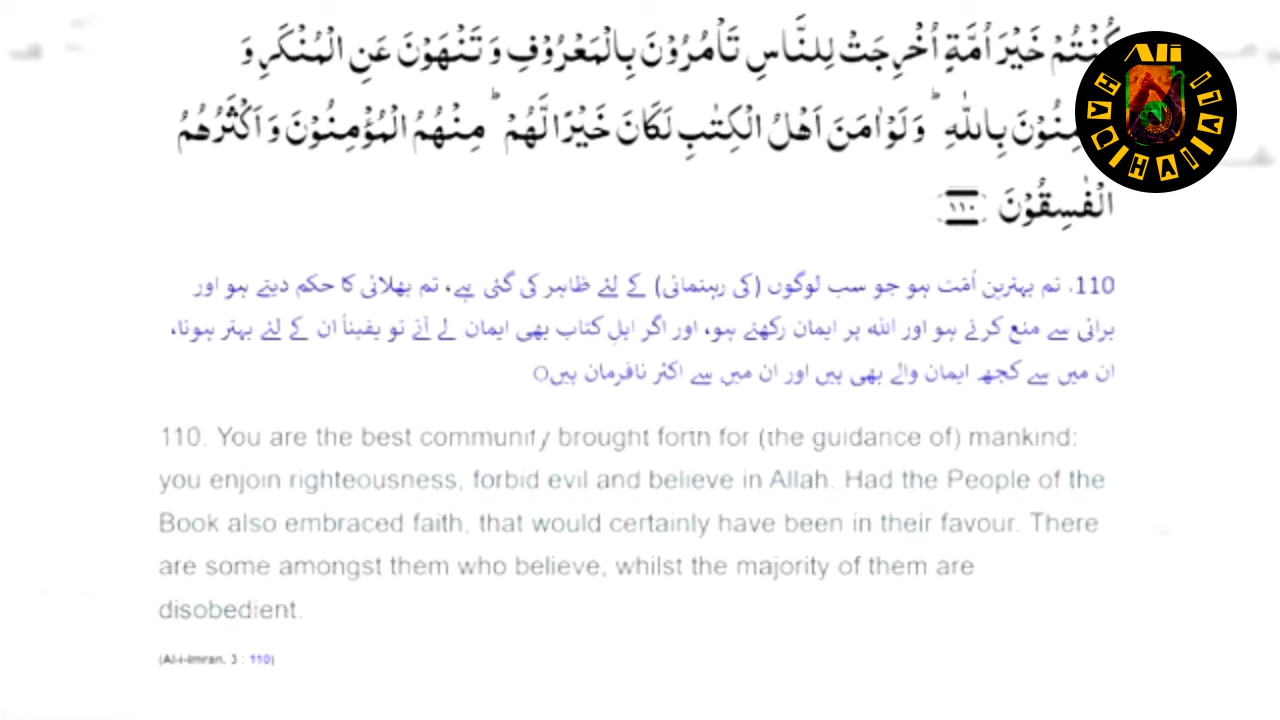 كُنْتُمْ خَيْرَ اُمَّةٍ اُخْرِجَتْ لِلنَّاسِ تَاْمُرُوْنَ بِالْمَعْرُوْفِ وَ تَنْهَوْنَ عَنِ الْمُنْكَرِ وَ
بِاللّٰهِ ؕ وَ لَوْ اٰمَنَ اَهْلُ الْكِتٰبِ لَكَانَ خَيْرًا لَّهُمْ ؕ مِنْهُمُ الْمُؤْمِنُوْنَ وَ اَكْثَرُهُمُ
الْفٰسِقُوْنَ ﴿۱۱۰﴾
110. تم بہترین اُمّت ہو جو سب لوگوں (کی رہنمائی) کے لئے ظاہر کی گئی ہے، تم بھلائی کا حکم دیتے ہو اور
برائی سے منع کرتے ہو اور اللہ پر ایمان رکھتے ہو، اور اگر اہلِ کتاب بھی ایمان لے آتے تو یقیناً ان کے لئے بہتر ہوتا،
ان میں سے کچھ ایمان والے بھی ہیں اور ان میں سے اکثر نافرمان ہیںo
110. You are the best community brought forth for (the guidance of) mankind:
you enjoin righteousness, forbid evil and believe in Allah. Had the People of the
Book also embraced faith, that would certainly have been in their favour. There
are some amongst them who believe, whilst the majority of them are
disobedient.
(Al-i-Imran, 3 : 110)
Ali